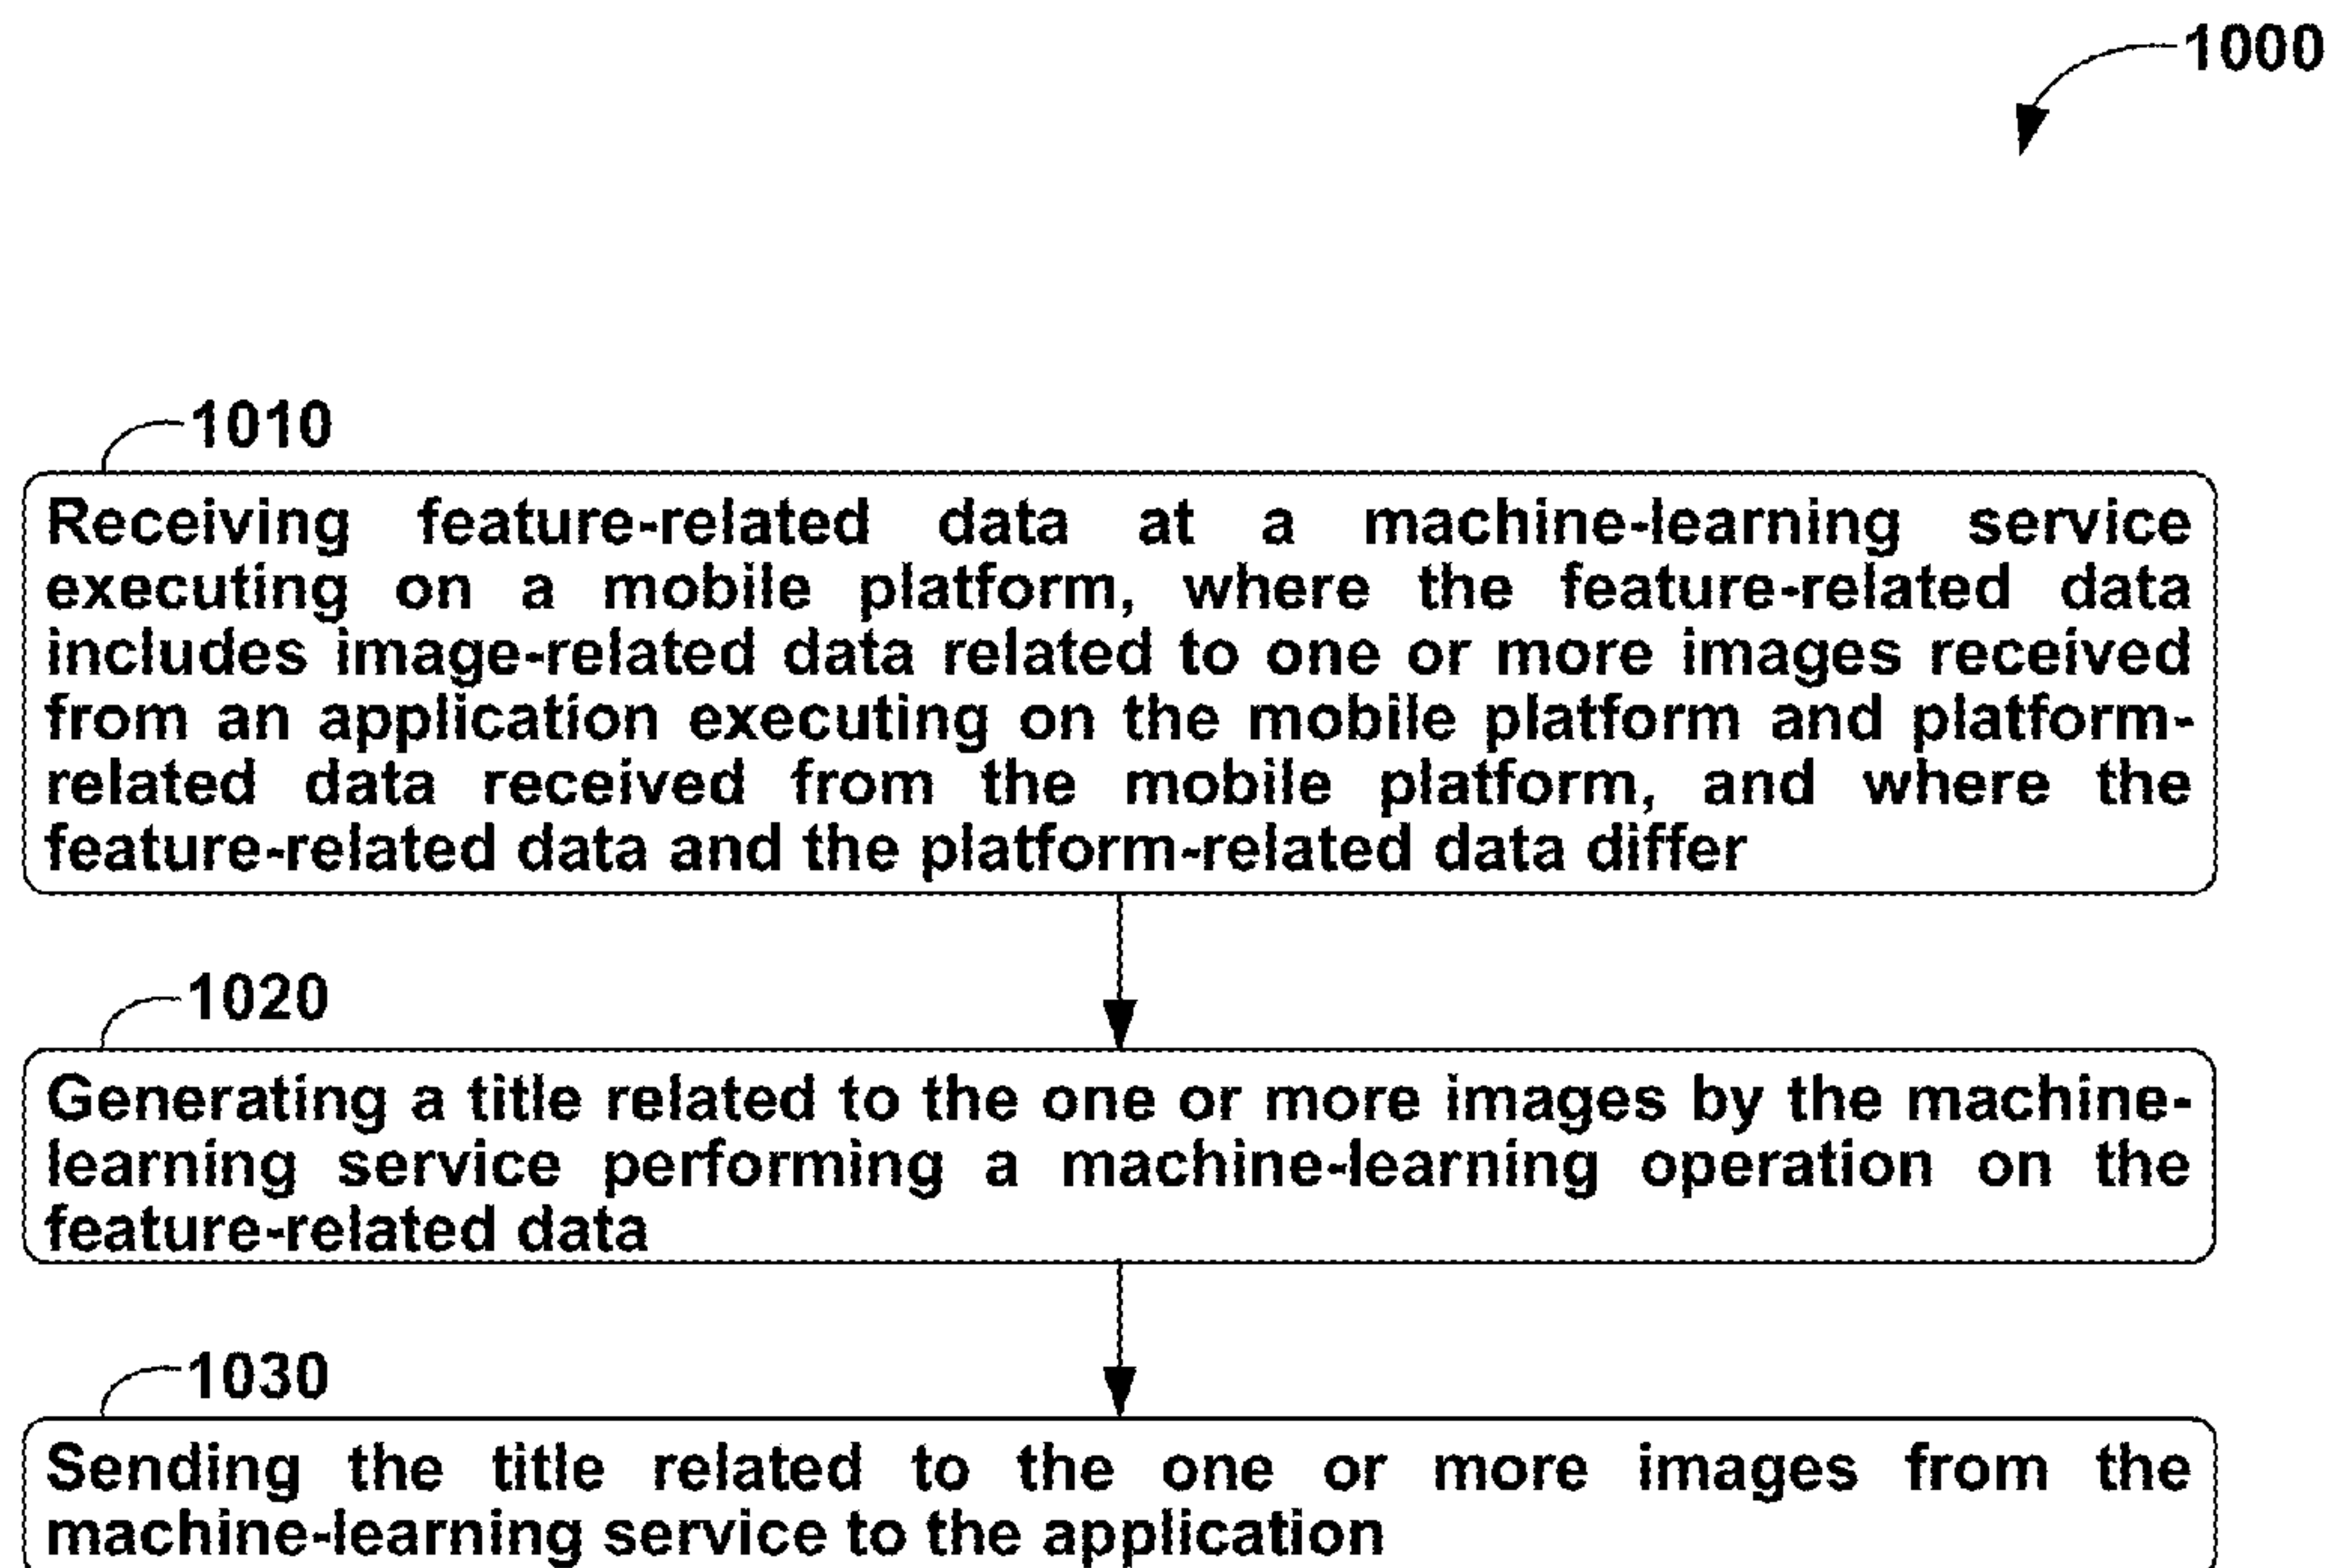 1000
1010
Receiving feature-related data at a machine-learning service
executing on a mobile platform, where the feature-related data
includes image-related data related to one or more images received
from an application executing on the mobile platform and platform-
related data received from the mobile platform, and where the
feature-related data and the platform-related data differ
1020
Generating a title related to the one or more images by the machine-
learning service performing a machine-learning operation on the
feature-related data
1030
Sending the title related to the one or more images from the
machine-learning service to the application